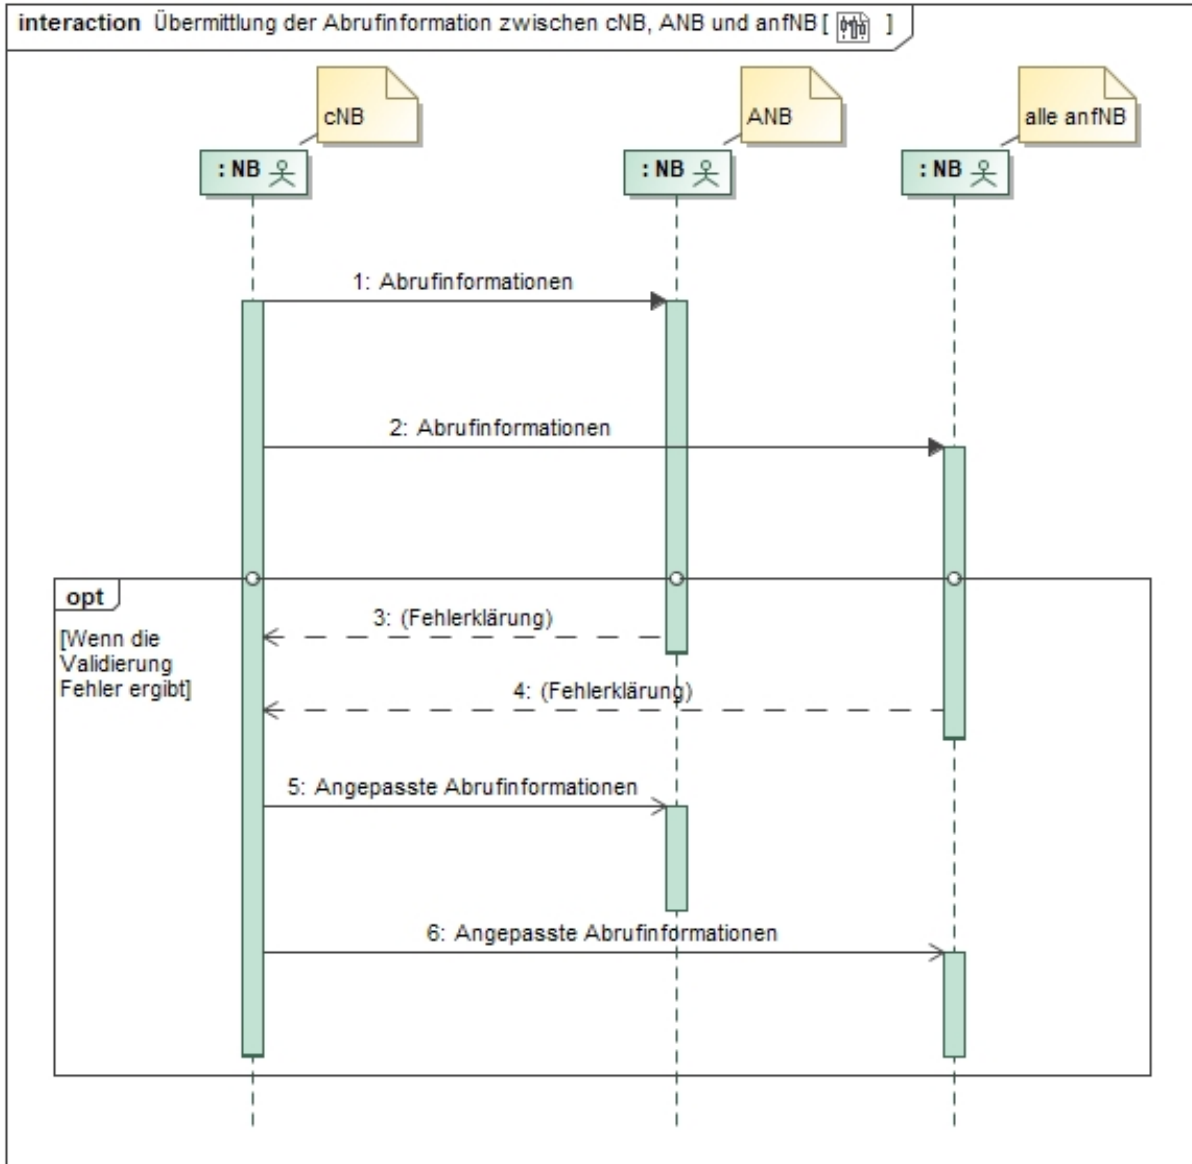 interaction Übermittlung der Abrufinformation zwischen cNB, ANB und anfNB [ ]
cNB
ANB
alle anfNB
: NB
: NB
: NB
1: Abrufinformationen
2: Abrufinformationen
opt
[Wenn die
Validierung
Fehler ergibt]
3: (Fehlerklärung)
4: (Fehlerklärung)
5: Angepasste Abrufinformationen
6: Angepasste Abrufinformationen